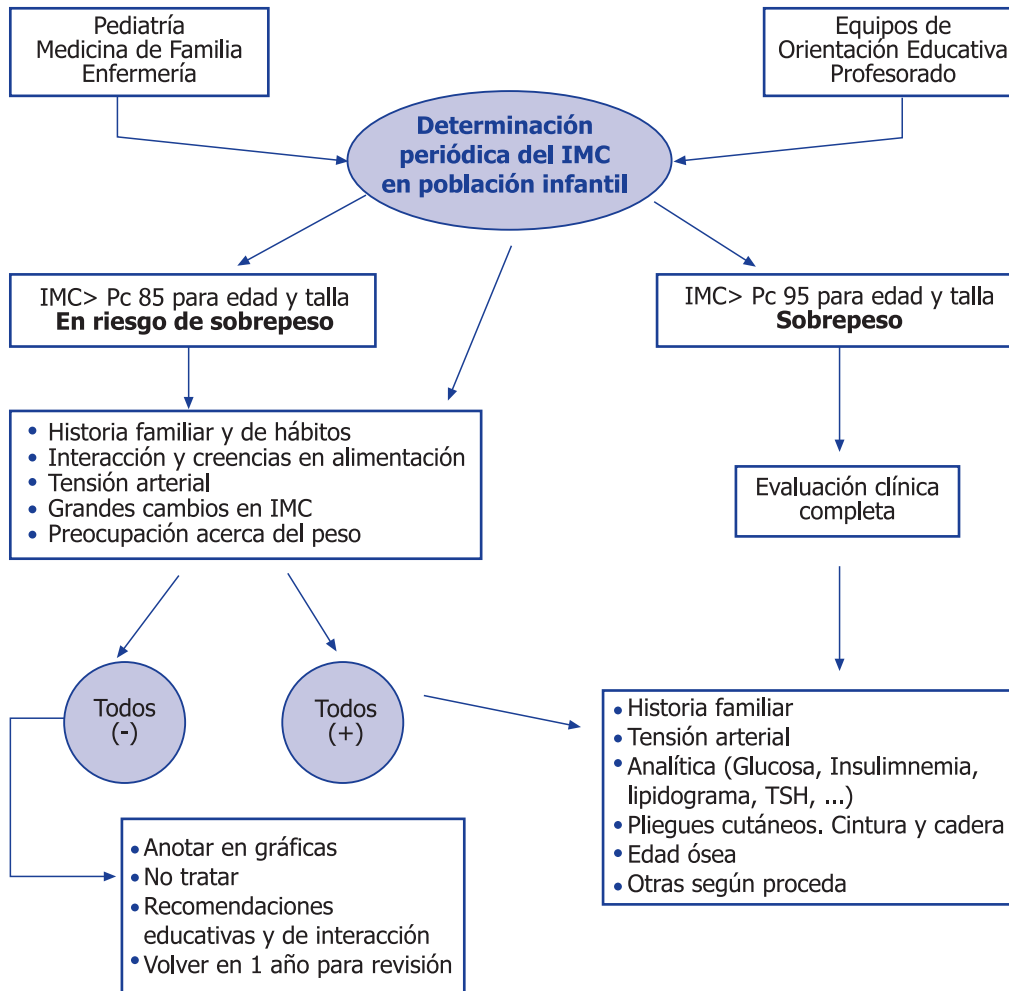 Pediatría
Medicina de Familia
Enfermería
Equipos de
Orientación Educativa
Profesorado
Determinación
periódica del IMC
en población infantil
IMC> Pc 85 para edad y talla
En riesgo de sobrepeso
IMC> Pc 95 para edad y talla
Sobrepeso
• Historia familiar y de hábitos
• Interacción y creencias en alimentación
• Tensión arterial
• Grandes cambios en IMC
• Preocupación acerca del peso
Evaluación clínica
completa
Todos
(-)
Todos
(+)
• Historia familiar
• Tensión arterial
• Analítica (Glucosa, Insulimnemia,
lipidograma, TSH, ...)
• Pliegues cutáneos. Cintura y cadera
• Edad ósea
• Otras según proceda
• Anotar en gráficas
• No tratar
• Recomendaciones
educativas y de interacción
• Volver en 1 año para revisión